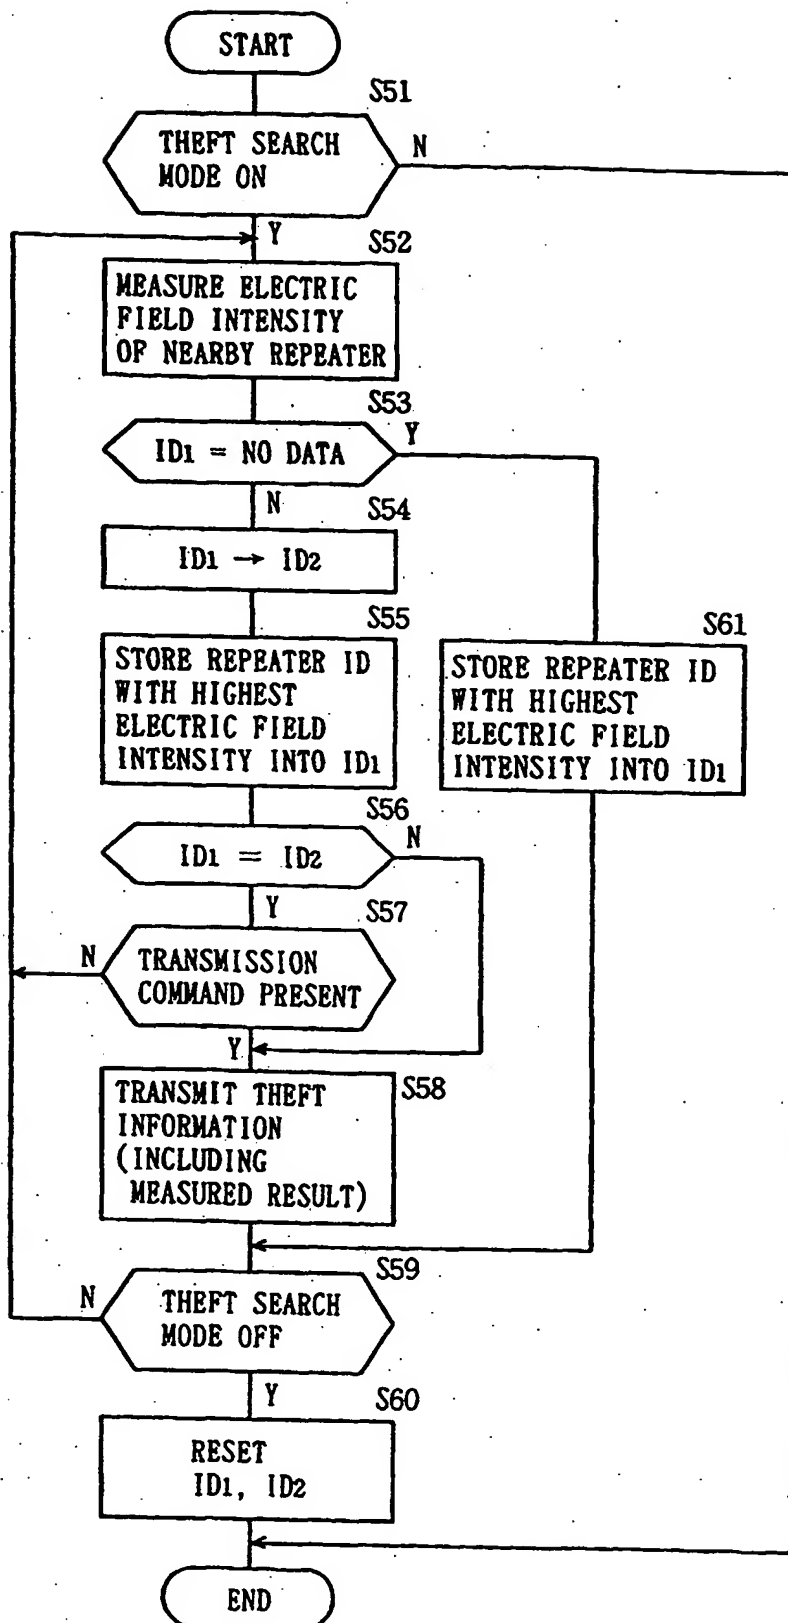 START
S51
THEFT SEARCH
MODE ON
N
Y
S52
MEASURE ELECTRIC
FIELD INTENSITY
OF NEARBY REPEATER
S53
ID1 = NO DATA
Y
N
S54
ID1 → ID2
S55
STORE REPEATER ID
WITH HIGHEST
ELECTRIC FIELD
INTENSITY INTO ID1
S61
STORE REPEATER ID
WITH HIGHEST
ELECTRIC FIELD
INTENSITY INTO ID1
S56
ID1 = ID2
N
Y
S57
N
TRANSMISSION
COMMAND PRESENT
Y
S58
TRANSMIT THEFT
INFORMATION
(INCLUDING
MEASURED RESULT)
S59
N
THEFT SEARCH
MODE OFF
Y
S60
RESET
ID1, ID2
END